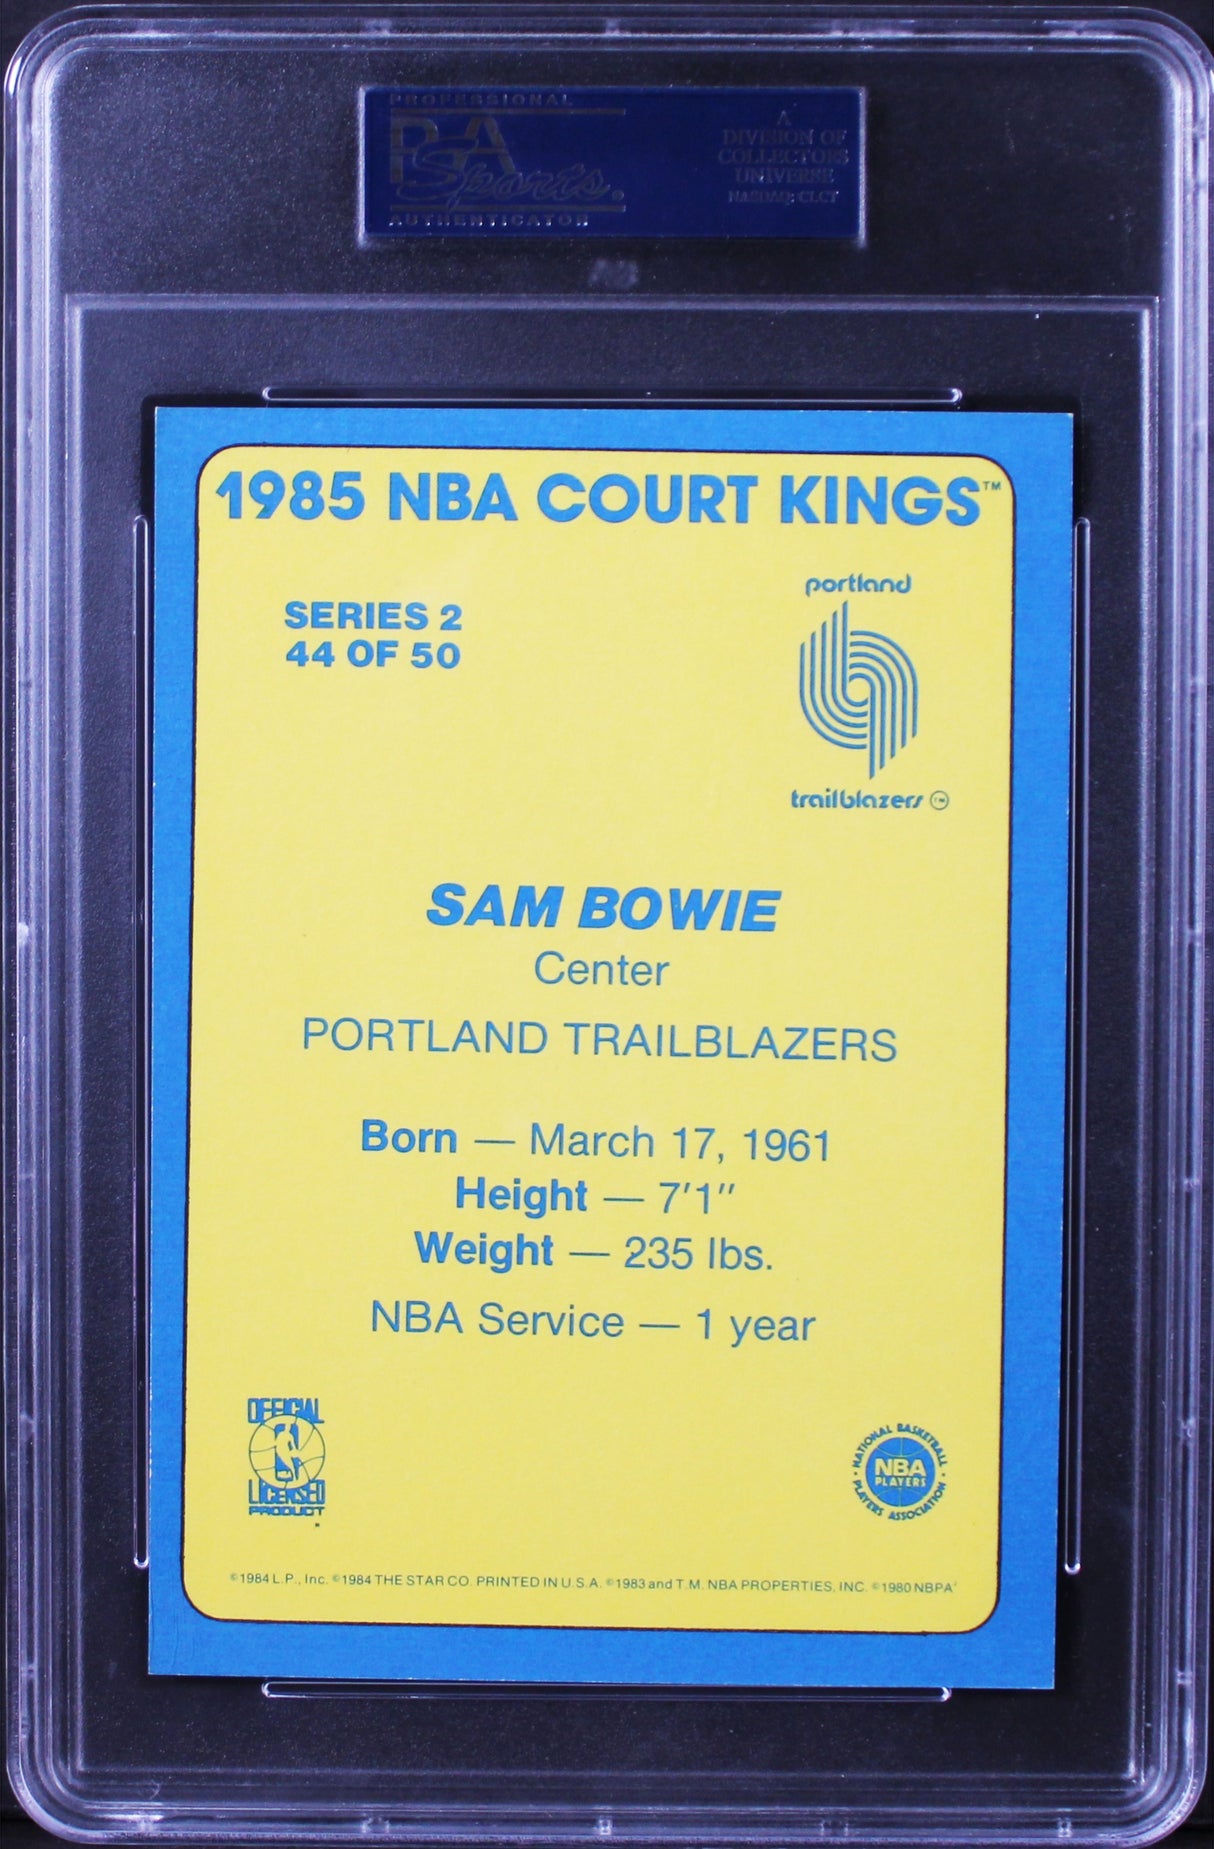 PROFESSIONAL
PSA
Sports
AUTHENTICATOR
A
DIVISION OF
COLLECTORS
UNIVERSE
NASDAQ: CLCT
1985 NBA COURT KINGS™
SERIES 2
44 OF 50
portland
trailblazers ™
SAM BOWIE
Center
PORTLAND TRAILBLAZERS
Born — March 17, 1961
Height — 7'1"
Weight — 235 lbs.
NBA Service — 1 year
OFFICIAL
LICENSED
PRODUCT
NATIONAL BASKETBALL
NBA
PLAYERS
PLAYERS ASSOCIATION
©1984 L.P., Inc. ©1984 THE STAR CO. PRINTED IN U.S.A. ©1983 and T.M. NBA PROPERTIES, INC. ©1980 NBPA